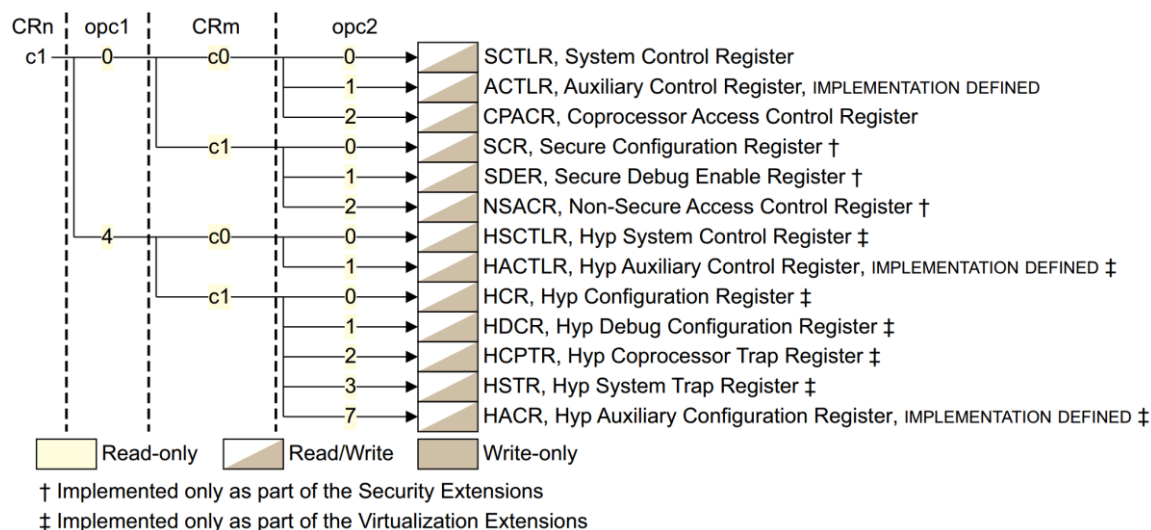 CRn opc1 CRm opc2
c1 0 c0 0 SCTLR, System Control Register
1 ACTLR, Auxiliary Control Register, IMPLEMENTATION DEFINED
2 CPACR, Coprocessor Access Control Register
c1 0 SCR, Secure Configuration Register †
1 SDER, Secure Debug Enable Register †
2 NSACR, Non-Secure Access Control Register †
4 c0 0 HSCTLR, Hyp System Control Register ‡
1 HACTLR, Hyp Auxiliary Control Register, IMPLEMENTATION DEFINED ‡
c1 0 HCR, Hyp Configuration Register ‡
1 HDCR, Hyp Debug Configuration Register ‡
2 HCPTR, Hyp Coprocessor Trap Register ‡
3 HSTR, Hyp System Trap Register ‡
7 HACR, Hyp Auxiliary Configuration Register, IMPLEMENTATION DEFINED ‡
Read-only Read/Write Write-only
† Implemented only as part of the Security Extensions
‡ Implemented only as part of the Virtualization Extensions